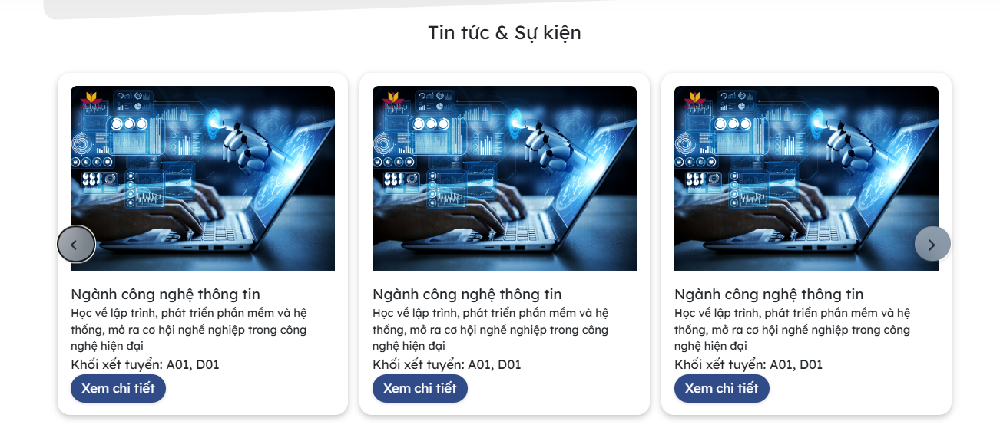 Tin tức & Sự kiện
Ngành công nghệ thông tin
Học về lập trình, phát triển phần mềm và hệ
thống, mở ra cơ hội nghề nghiệp trong công
nghệ hiện đại
Khối xét tuyển: A01, D01
Xem chi tiết
Ngành công nghệ thông tin
Học về lập trình, phát triển phần mềm và hệ
thống, mở ra cơ hội nghề nghiệp trong công
nghệ hiện đại
Khối xét tuyển: A01, D01
Xem chi tiết
Ngành công nghệ thông tin
Học về lập trình, phát triển phần mềm và hệ
thống, mở ra cơ hội nghề nghiệp trong công
nghệ hiện đại
Khối xét tuyển: A01, D01
Xem chi tiết